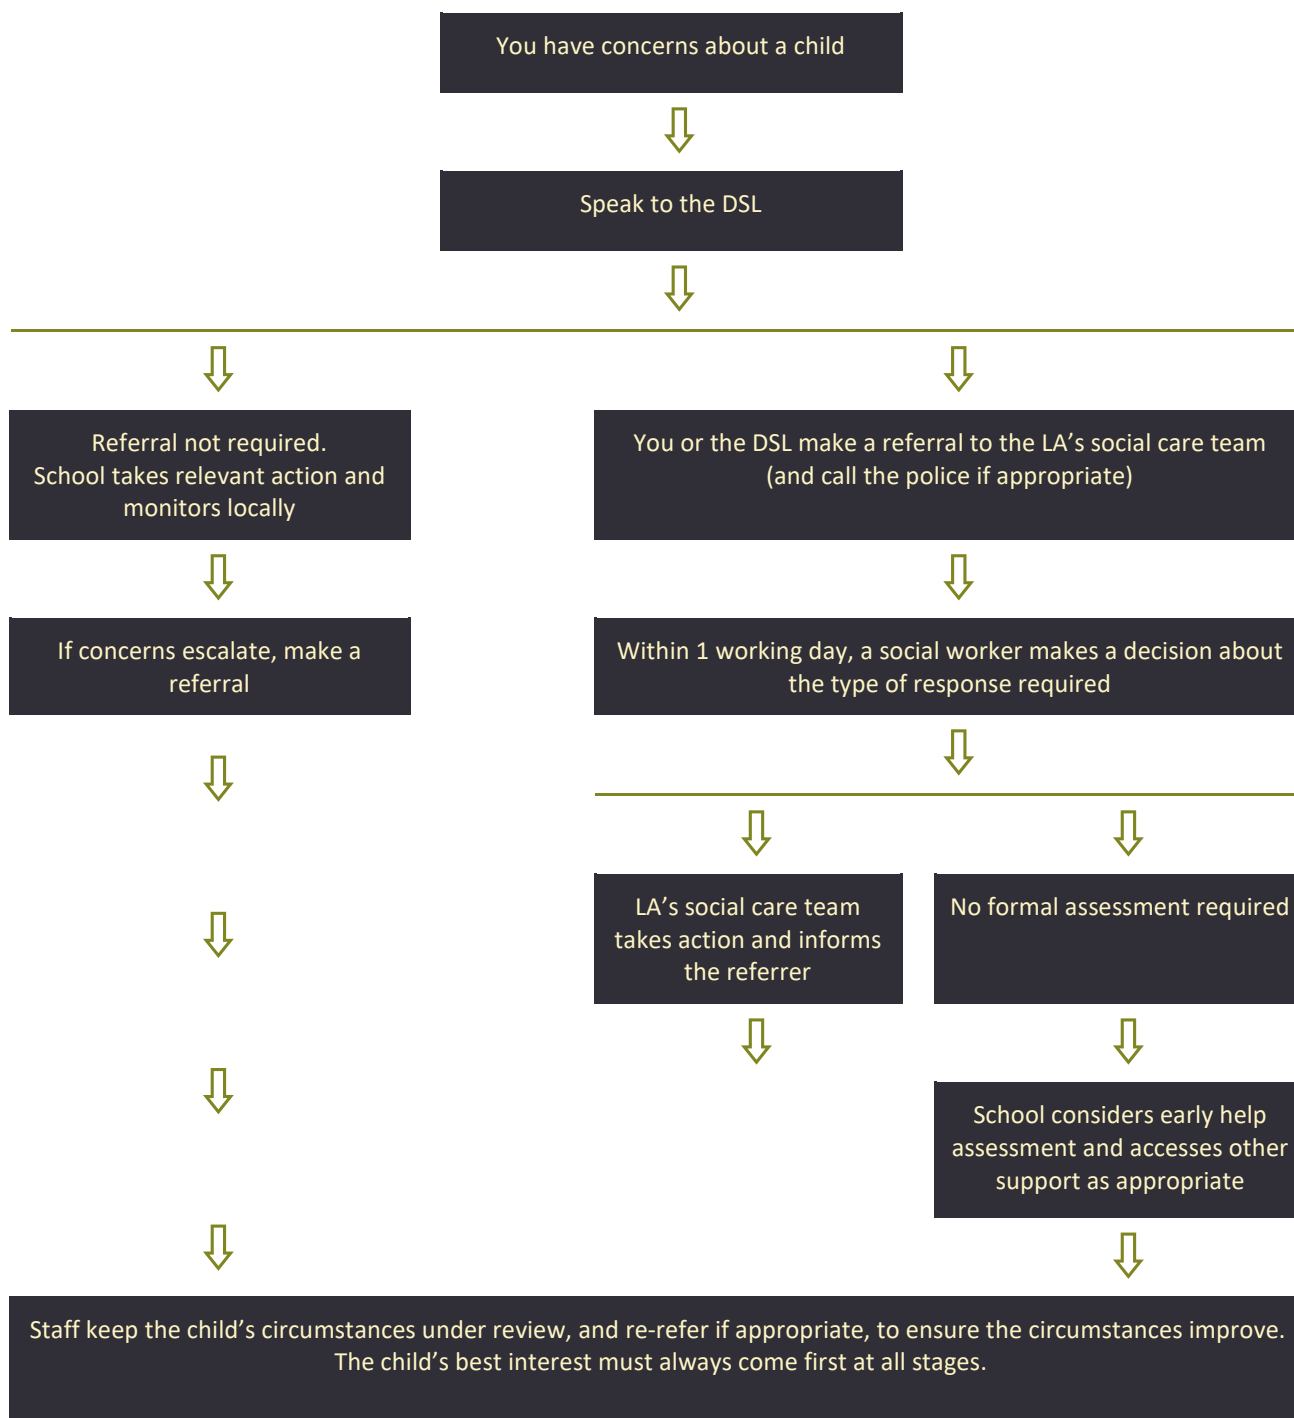 You have concerns about a child
Speak to the DSL
Referral not required.
School takes relevant action and
monitors locally
You or the DSL make a referral to the LA’s social care team
(and call the police if appropriate)
If concerns escalate, make a
referral
Within 1 working day, a social worker makes a decision about
the type of response required
LA’s social care team
takes action and informs
the referrer
No formal assessment required
School considers early help
assessment and accesses other
support as appropriate
Staff keep the child’s circumstances under review, and re-refer if appropriate, to ensure the circumstances improve.
The child’s best interest must always come first at all stages.